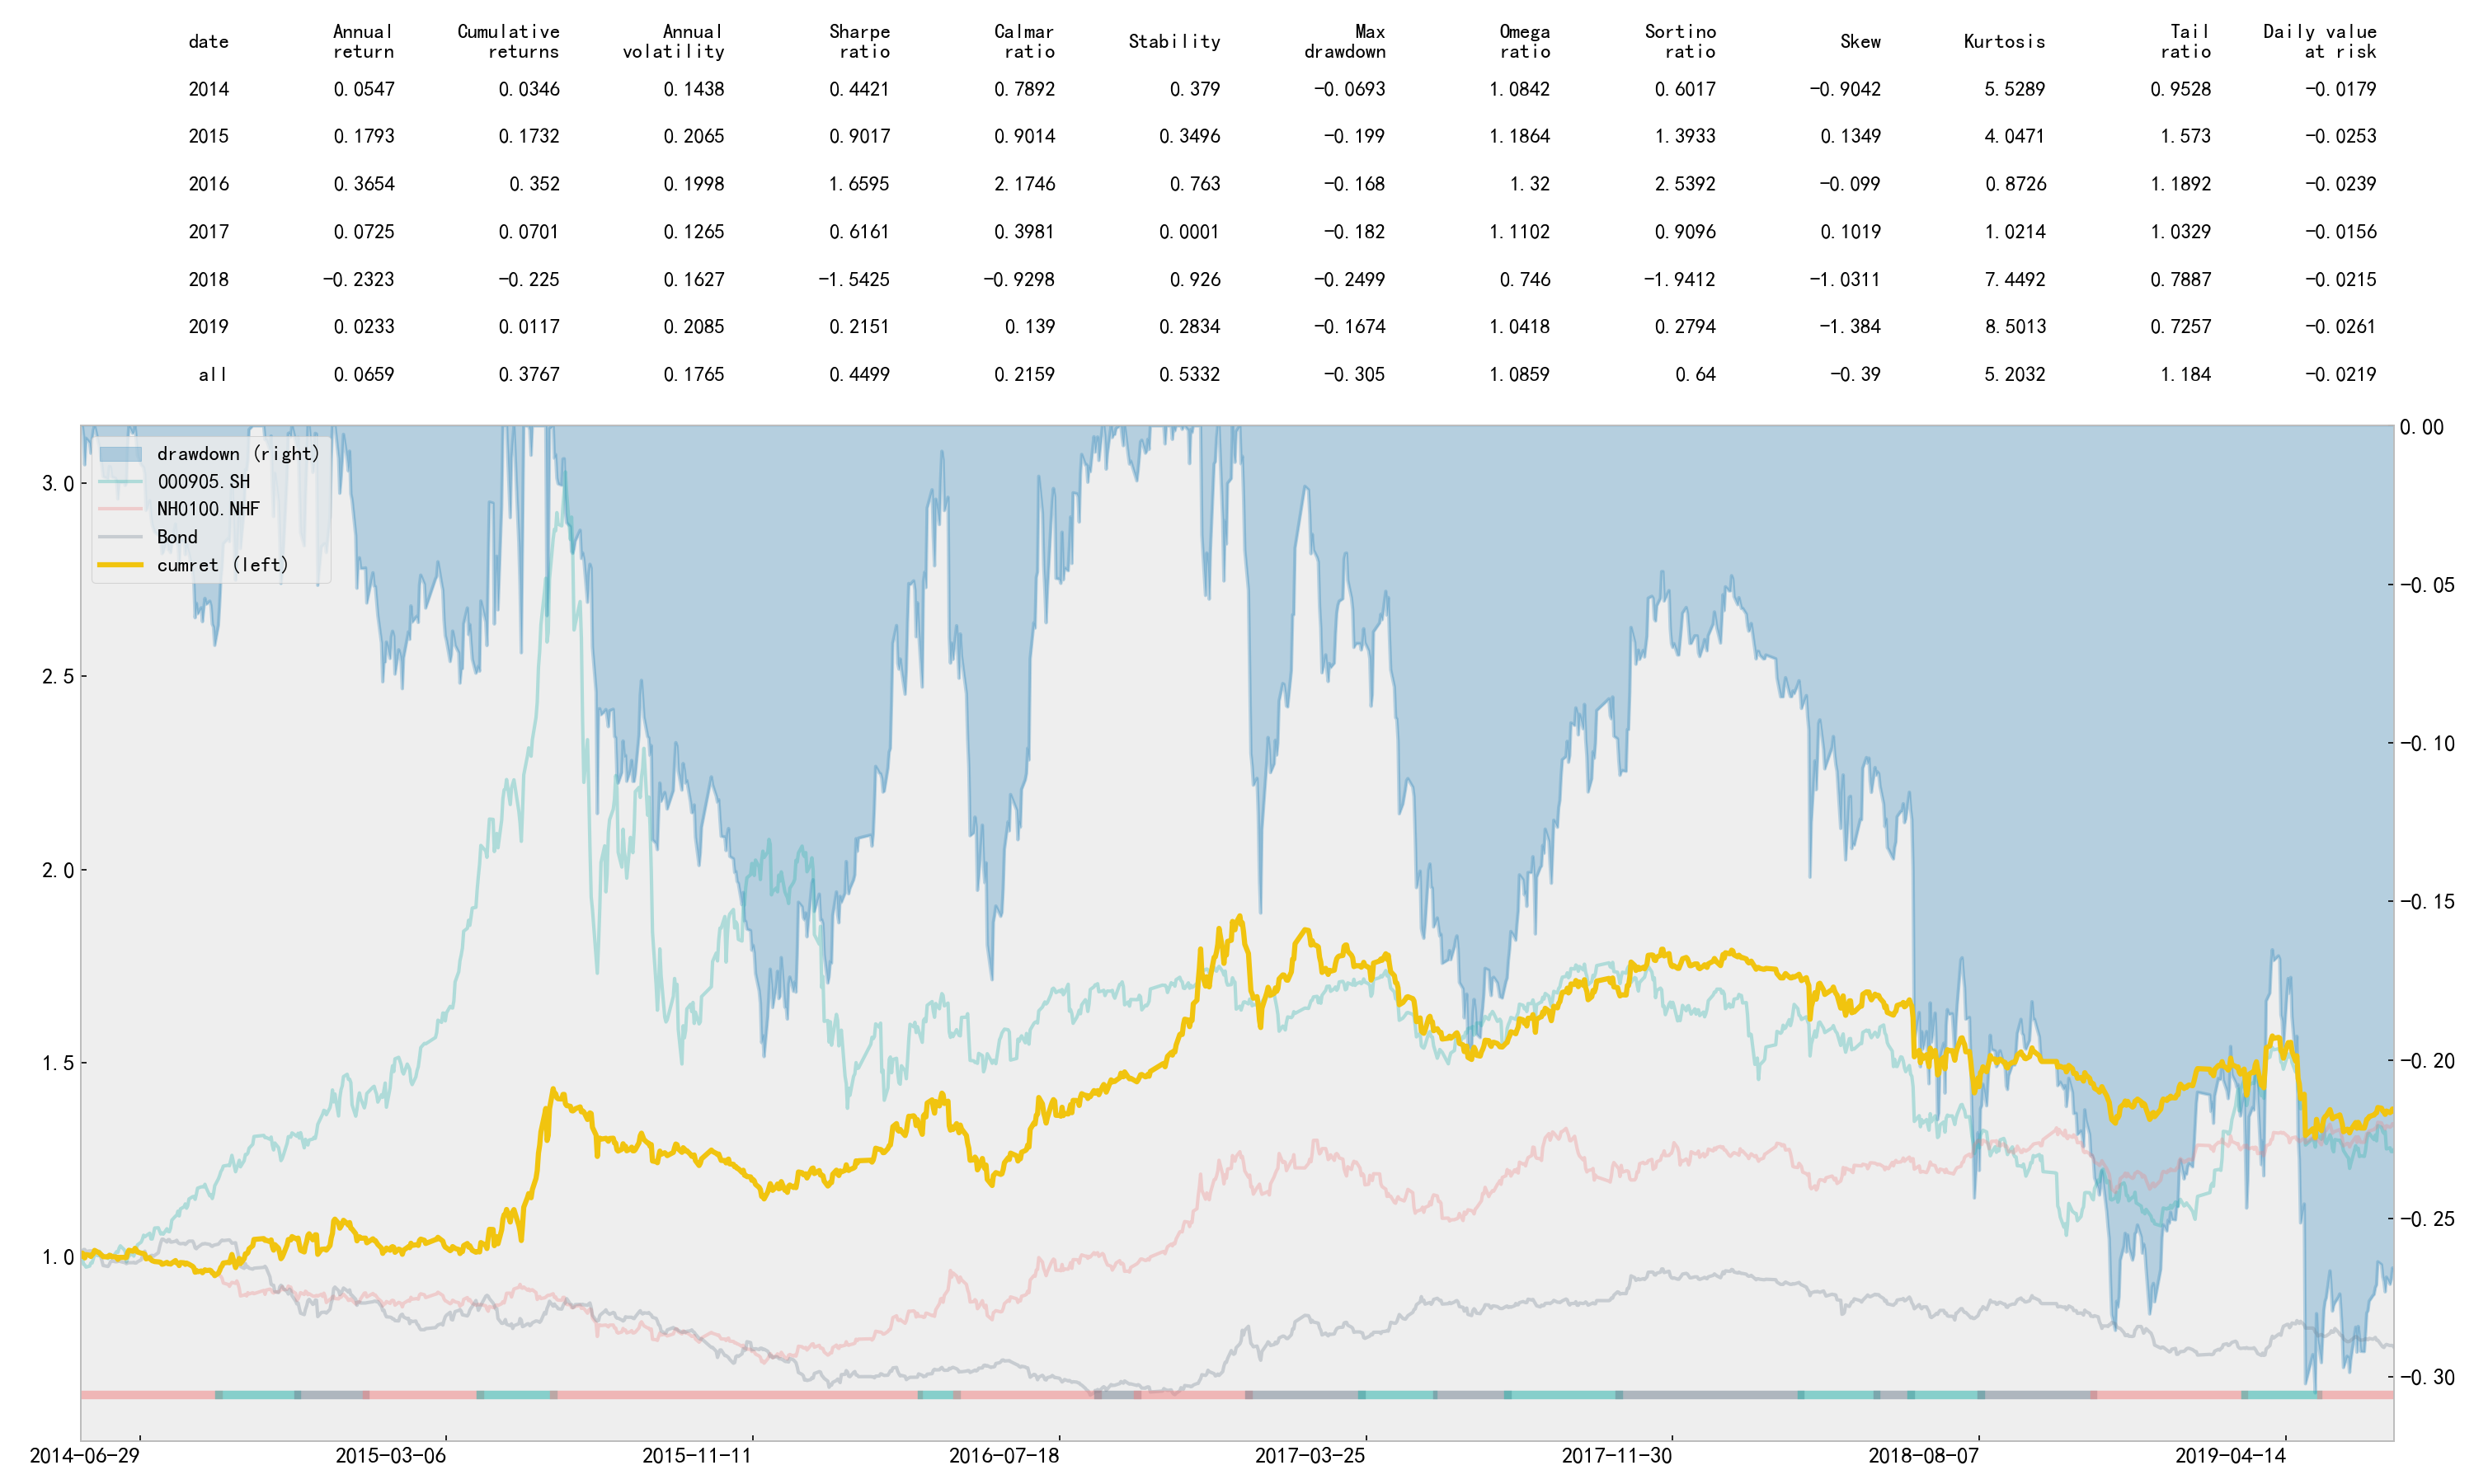 date Annual return Cumulative returns Annual volatility Sharpe ratio Calmar ratio Stability Max drawdown Omega ratio Sortino ratio Skew Kurtosis Tail ratio Daily value at risk
2014 0.0547 0.0346 0.1438 0.4421 0.7892 0.379 -0.0693 1.0842 0.6017 -0.9042 5.5289 0.9528 -0.0179
2015 0.1793 0.1732 0.2065 0.9017 0.9014 0.3496 -0.199 1.1864 1.3933 0.1349 4.0471 1.573 -0.0253
2016 0.3654 0.352 0.1998 1.6595 2.1746 0.763 -0.168 1.32 2.5392 -0.099 0.8726 1.1892 -0.0239
2017 0.0725 0.0701 0.1265 0.6161 0.3981 0.0001 -0.182 1.1102 0.9096 0.1019 1.0214 1.0329 -0.0156
2018 -0.2323 -0.225 0.1627 -1.5425 -0.9298 0.926 -0.2499 0.746 -1.9412 -1.0311 7.4492 0.7887 -0.0215
2019 0.0233 0.0117 0.2085 0.2151 0.139 0.2834 -0.1674 1.0418 0.2794 -1.384 8.5013 0.7257 -0.0261
all 0.0659 0.3767 0.1765 0.4499 0.2159 0.5332 -0.305 1.0859 0.64 -0.39 5.2032 1.184 -0.0219
drawdown (right)
000905.SH
NH0100.NHF
Bond
cumret (left)
3.0
2.5
2.0
1.5
1.0
0.00
-0.05
-0.10
-0.15
-0.20
-0.25
-0.30
2014-06-29 2015-03-06 2015-11-11 2016-07-18 2017-03-25 2017-11-30 2018-08-07 2019-04-14